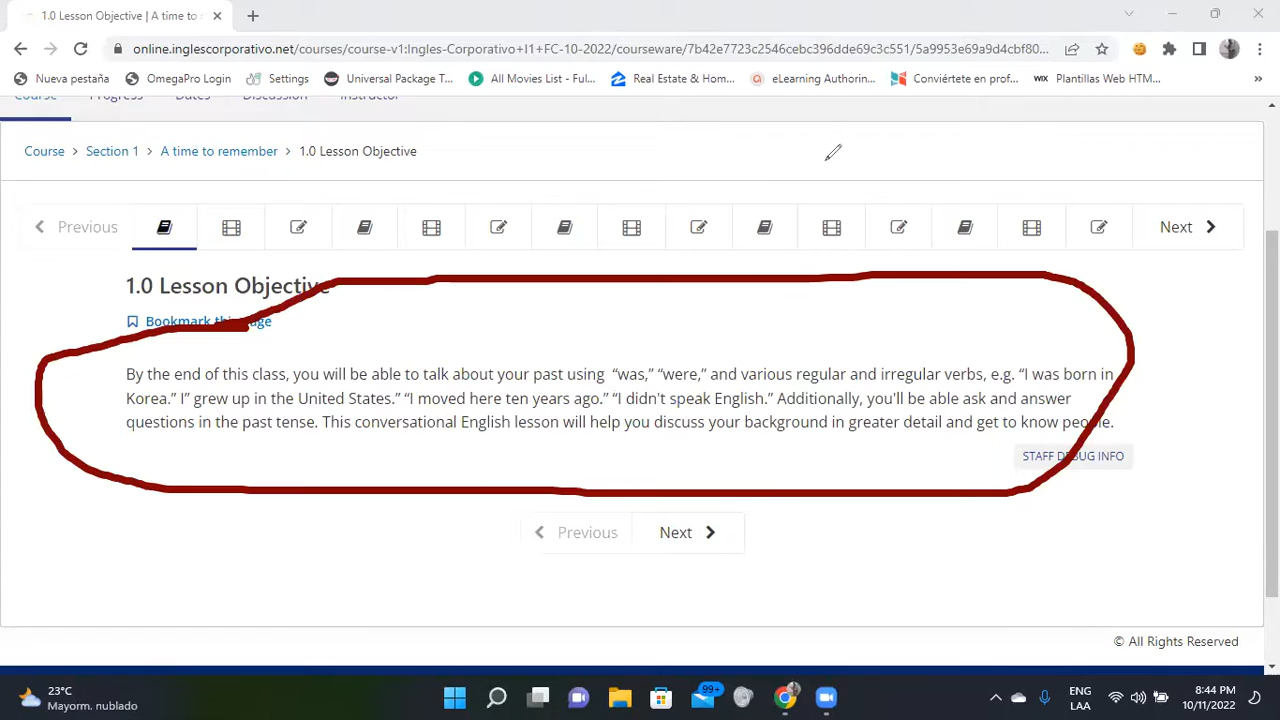 1.0 Lesson Objective | A time to
online.inglescorporativo.net/courses/course-v1:Ingles-Corporativo+I1+FC-10-2022/courseware/7b42e7723c2546cebc396dde69c3c551/5a9953e69a9d4cbf80...
Nueva pestaña OmegaPro Login Settings Universal Package T... All Movies List - Ful... Real Estate & Hom... eLearning Authorin... Conviértete en prof... WIX Plantillas Web HTM... »
Course Progress Dates Discussion Instructor
Course > Section 1 > A time to remember > 1.0 Lesson Objective
Previous Next
1.0 Lesson Objective
Bookmark this page
By the end of this class, you will be able to talk about your past using “was,” “were,” and various regular and irregular verbs, e.g. “I was born in
Korea.” I” grew up in the United States.” “I moved here ten years ago.” “I didn't speak English.” Additionally, you'll be able ask and answer
questions in the past tense. This conversational English lesson will help you discuss your background in greater detail and get to know people.
STAFF DEBUG INFO
Previous Next
© All Rights Reserved
23°C
Mayorm. nublado
99+
ENG
LAA
8:44 PM
10/11/2022